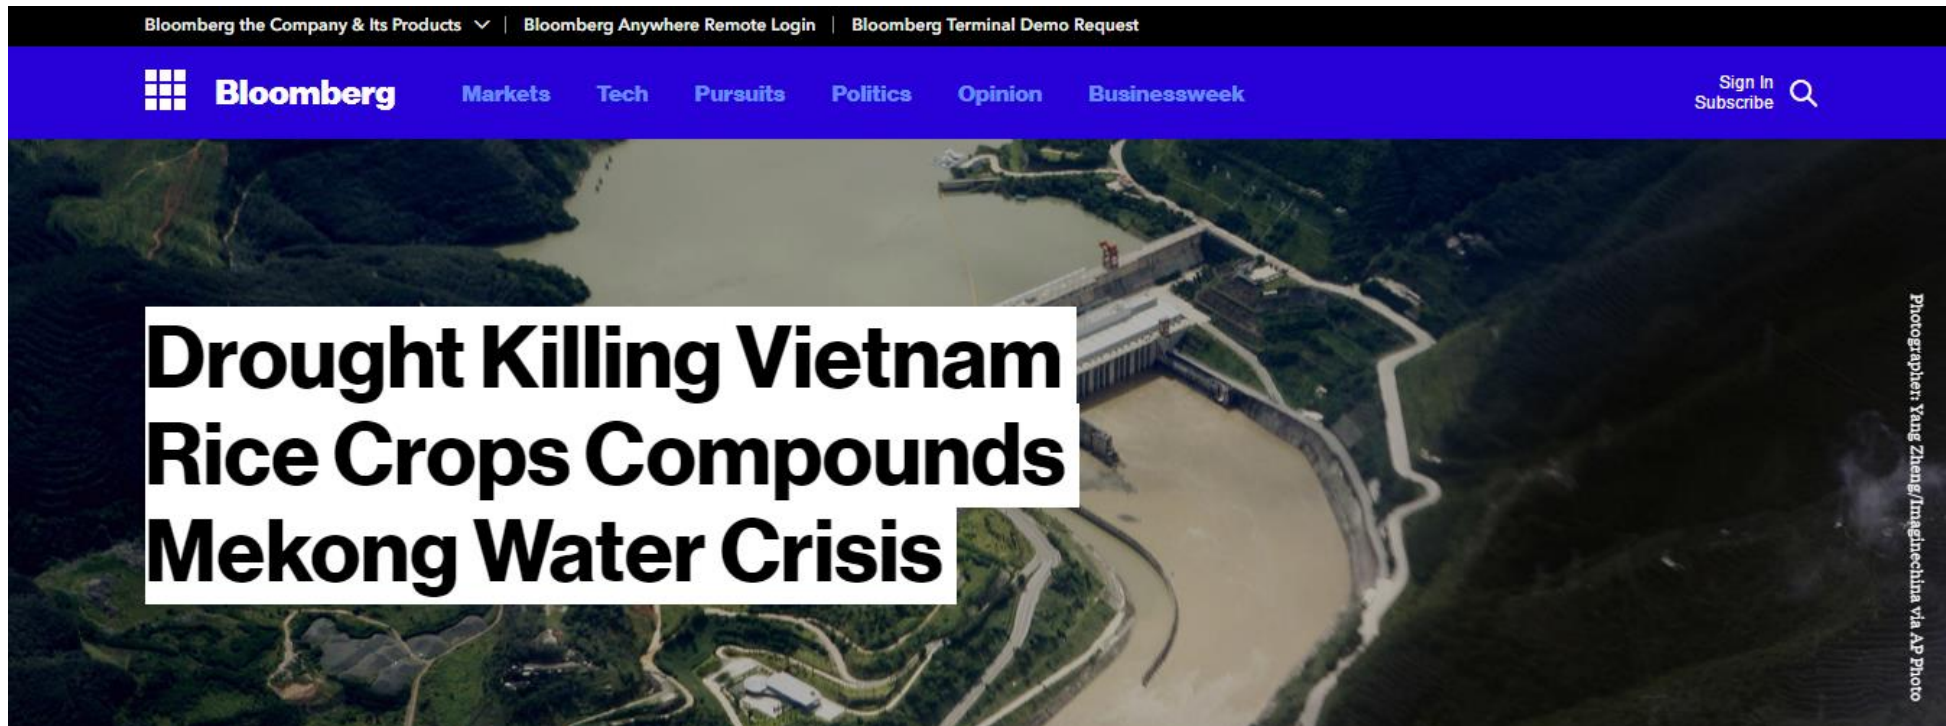 Bloomberg the Company & Its Products | Bloomberg Anywhere Remote Login | Bloomberg Terminal Demo Request
Bloomberg Markets Tech Pursuits Politics Opinion Businessweek
Sign In
Subscribe
Drought Killing Vietnam
Rice Crops Compounds
Mekong Water Crisis
Photographer: Yang Zheng/Imaginechina via AP Photo